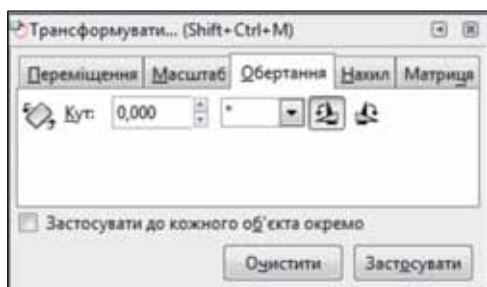 Трансформувати... (Shift+Ctrl+M)
Переміщення Масштаб Обертання Нахил Матриця
Кут: 0,000 °
Застосувати до кожного об'єкта окремо
Очистити Застосувати